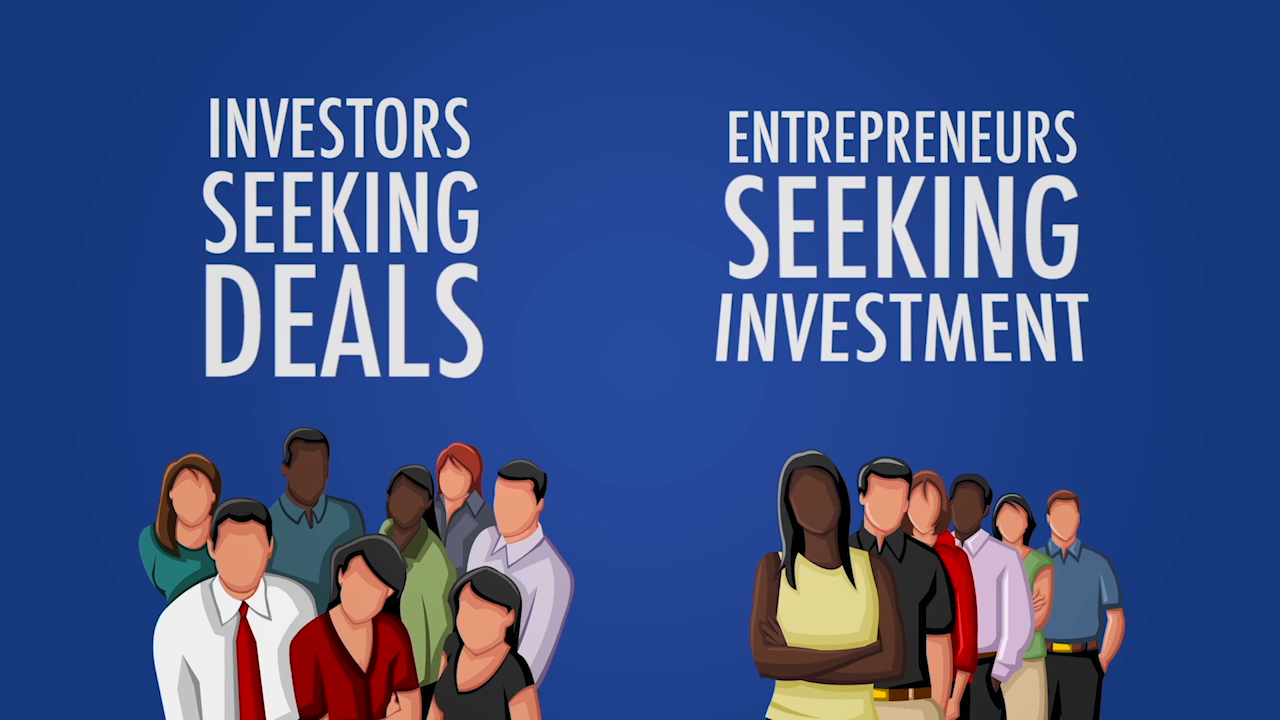 INVESTORS
SEEKING
DEALS
ENTREPRENEURS
SEEKING
INVESTMENT